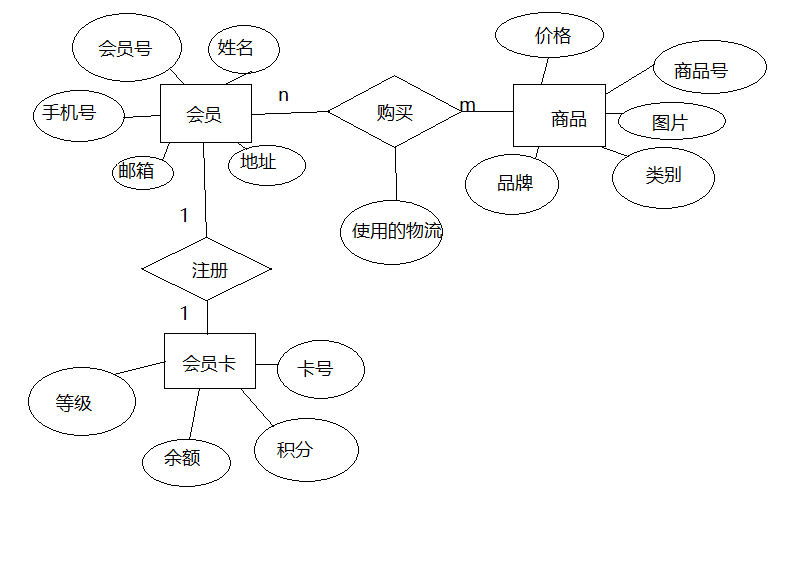 价格
会员号
姓名
商品号
n
m
手机号
会员
购买
商品
图片
邮箱
地址
品牌
类别
1
使用的物流
注册
1
会员卡
卡号
等级
余额
积分